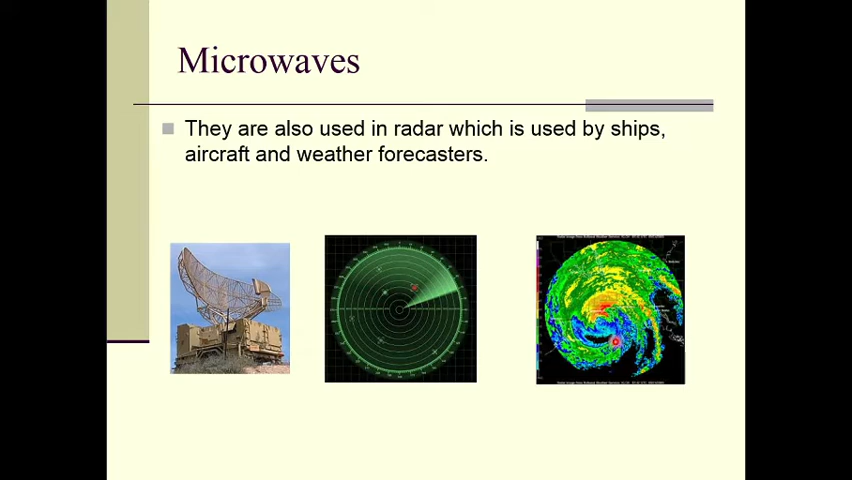 Microwaves
They are also used in radar which is used by ships,
aircraft and weather forecasters.